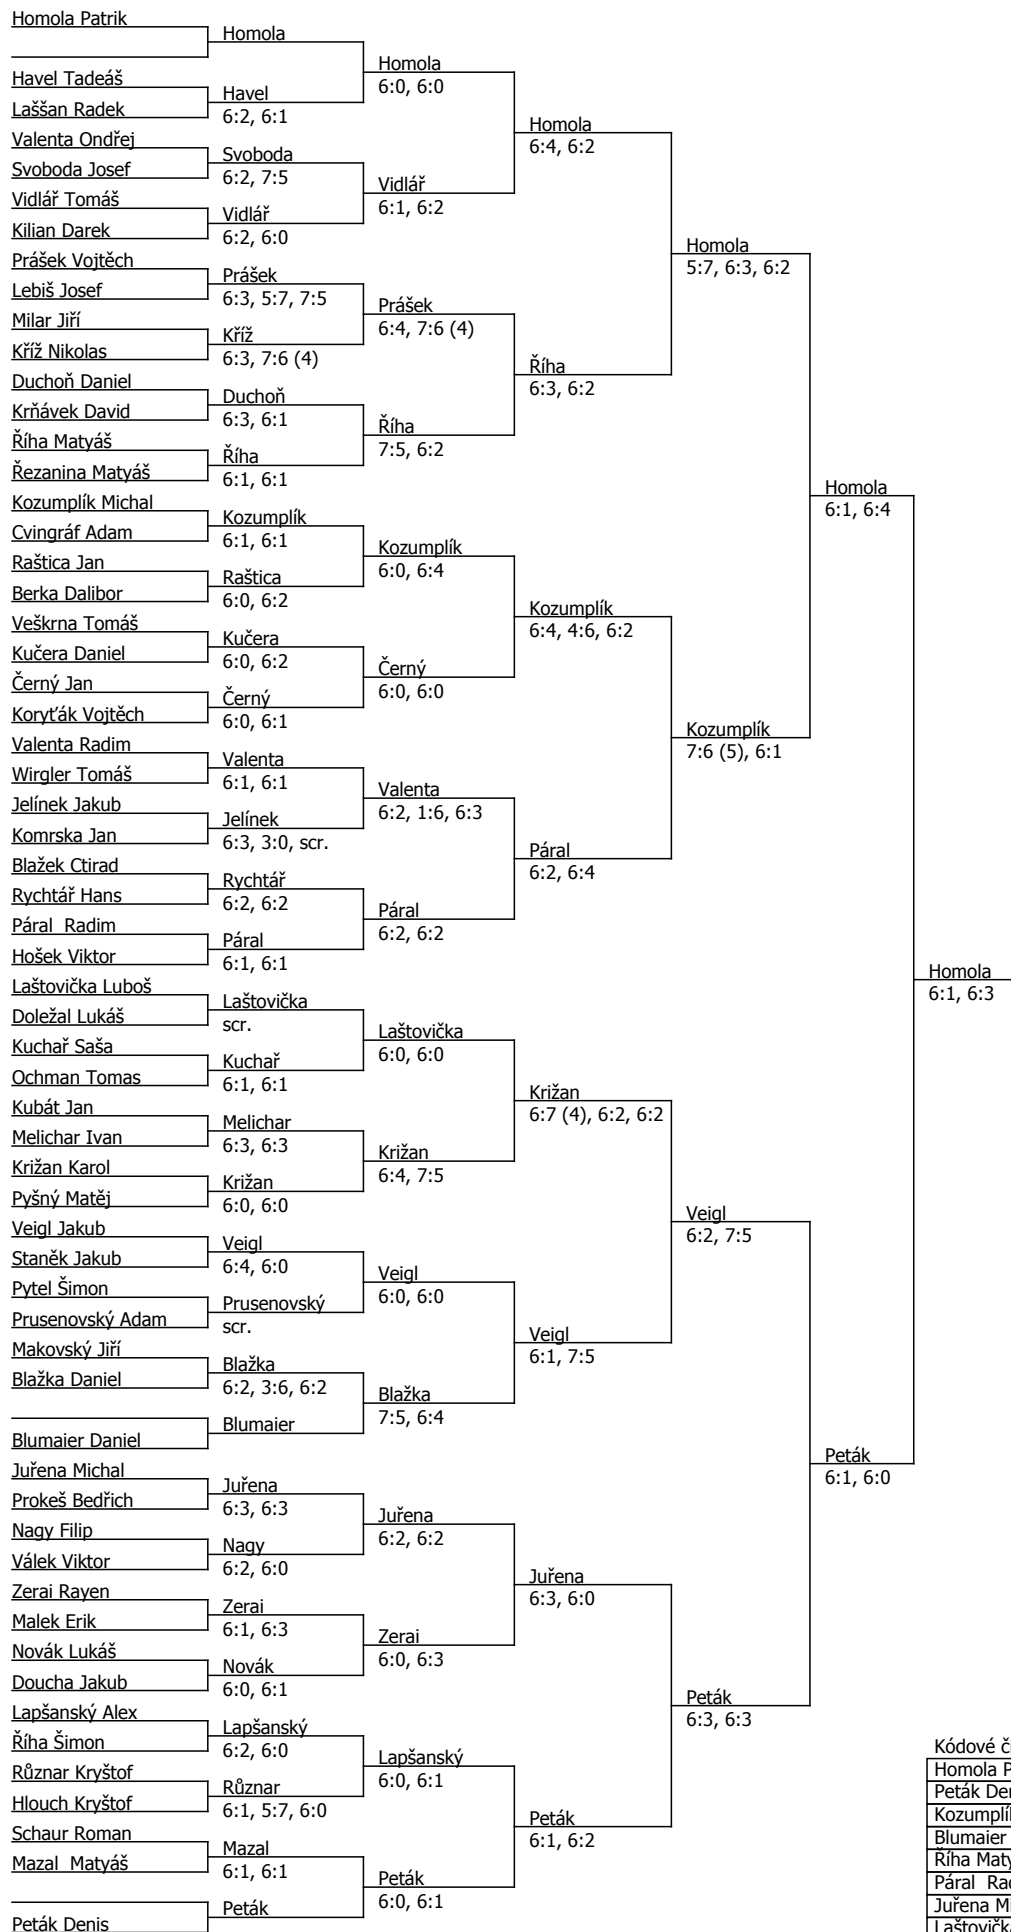 Homola Patrik
Havel Tadeáš
Laššan Radek
Valenta Ondřej
Svoboda Josef
Vidlář Tomáš
Kilian Darek
Prášek Vojtěch
Lebiš Josef
Milar Jiří
Kříž Nikolas
Duchoň Daniel
Krňávek David
Říha Matyáš
Řezanina Matyáš
Kozumplík Michal
Cvingráf Adam
Raštica Jan
Berka Dalibor
Veškrna Tomáš
Kučera Daniel
Černý Jan
Koryťák Vojtěch
Valenta Radim
Wirgler Tomáš
Jelínek Jakub
Komrska Jan
Blažek Ctirad
Rychtář Hans
Páral  Radim
Hošek Viktor
Laštovička Luboš
Doležal Lukáš
Kuchař Saša
Ochman Tomas
Kubát Jan
Melichar Ivan
Križan Karol
Pyšný Matěj
Veigl Jakub
Staněk Jakub
Pytel Šimon
Prusenovský Adam
Makovský Jiří
Blažka Daniel
Blumaier Daniel
Juřena Michal
Prokeš Bedřich
Nagy Filip
Válek Viktor
Zerai Rayen
Malek Erik
Novák Lukáš
Doucha Jakub
Lapšanský Alex
Říha Šimon
Různar Kryštof
Hlouch Kryštof
Schaur Roman
Mazal  Matyáš
Peták Denis
Homola
Havel
6:2, 6:1
Svoboda
6:2, 7:5
Vidlář
6:2, 6:0
Prášek
6:3, 5:7, 7:5
Kříž
6:3, 7:6 (4)
Duchoň
6:3, 6:1
Říha
6:1, 6:1
Kozumplík
6:1, 6:1
Raštica
6:0, 6:2
Kučera
6:0, 6:2
Černý
6:0, 6:1
Valenta
6:1, 6:1
Jelínek
6:3, 3:0, scr.
Rychtář
6:2, 6:2
Páral
6:1, 6:1
Laštovička
scr.
Kuchař
6:1, 6:1
Melichar
6:3, 6:3
Križan
6:0, 6:0
Veigl
6:4, 6:0
Prusenovský
scr.
Blažka
6:2, 3:6, 6:2
Blumaier
Juřena
6:3, 6:3
Nagy
6:2, 6:0
Zerai
6:1, 6:3
Novák
6:0, 6:1
Lapšanský
6:2, 6:0
Různar
6:1, 5:7, 6:0
Mazal
6:1, 6:1
Peták
Homola
6:0, 6:0
Vidlář
6:1, 6:2
Prášek
6:4, 7:6 (4)
Říha
7:5, 6:2
Kozumplík
6:0, 6:4
Černý
6:0, 6:0
Valenta
6:2, 1:6, 6:3
Páral
6:2, 6:2
Laštovička
6:0, 6:0
Križan
6:4, 7:5
Veigl
6:0, 6:0
Blažka
7:5, 6:4
Juřena
6:2, 6:2
Zerai
6:0, 6:3
Lapšanský
6:0, 6:1
Peták
6:0, 6:1
Homola
6:4, 6:2
Říha
6:3, 6:2
Kozumplík
6:4, 4:6, 6:2
Páral
6:2, 6:4
Križan
6:7 (4), 6:2, 6:2
Veigl
6:1, 7:5
Juřena
6:3, 6:0
Peták
6:1, 6:2
Homola
5:7, 6:3, 6:2
Kozumplík
7:6 (5), 6:1
Veigl
6:2, 7:5
Peták
6:3, 6:3
Homola
6:1, 6:4
Peták
6:1, 6:0
Homola
6:1, 6:3
Kódové čí
Homola P
Peták Den
Kozumplík
Blumaier
Říha Maty
Páral  Rad
Juřena Mi
Laštovička